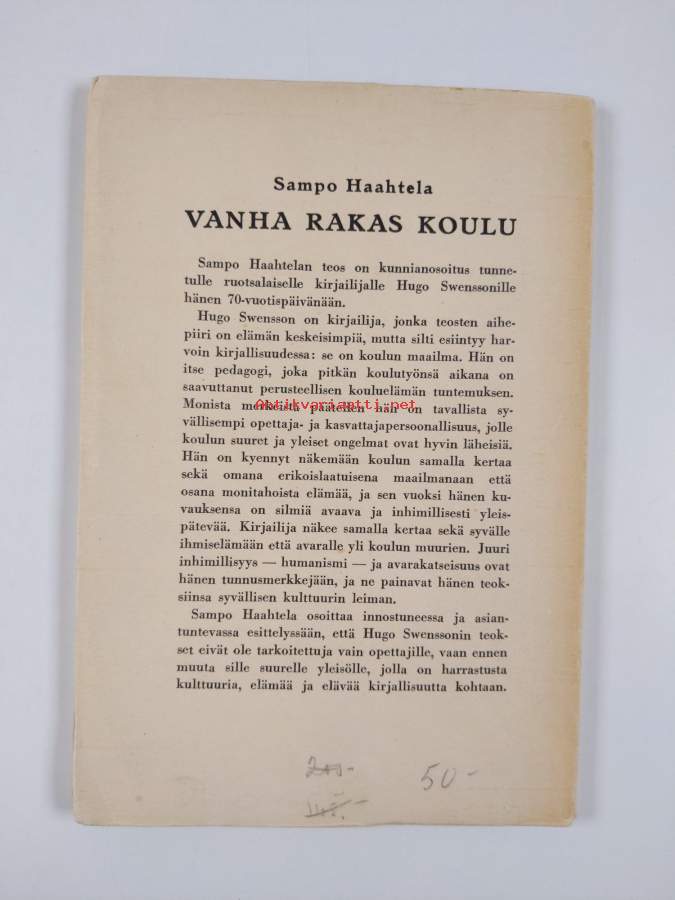 Sampo Haahtela
VANHA RAKAS KOULU
Sampo Haahtelan teos on kunnianosoitus tunne-
tulle ruotsalaiselle kirjailijalle Hugo Swenssonille
hänen 70-vuotispäivänään.
Hugo Swensson on kirjailija, jonka teosten aihe-
piiri on elämän keskeisimpiä, mutta silti esiintyy har-
voin kirjallisuudessa: se on koulun maailma. Hän on
itse pedagogi, joka pitkän koulutyönsä aikana on
saavuttanut perusteellisen kouluelämän tuntemuksen.
Monista merkeistä päätellen hän on tavallista sy-
Antikvariantti.net
vällisempi opettaja- ja kasvattajapersoonallisuus, jolle
koulun suuret ja yleiset ongelmat ovat hyvin läheisiä.
Hän on kyennyt näkemään koulun samalla kertaa
sekä omana erikoislaatuisena maailmanaan että
osana monitahoista elämää, ja sen vuoksi hänen ku-
vauksensa on silmiä avaava ja inhimillisesti yleis-
pätevää. Kirjailija näkee samalla kertaa sekä syvälle
ihmiselämään että avaralle yli koulun muurien. Juuri
inhimillisyys — humanismi — ja avarakatseisuus ovat
hänen tunnusmerkkejään, ja ne painavat hänen teok-
siinsa syvällisen kulttuurin leiman.
Sampo Haahtela osoittaa innostuneessa ja asian-
tuntevassa esittelyssään, että Hugo Swenssonin teok-
set eivät ole tarkoitettuja vain opettajille, vaan ennen
muuta sille suurelle yleisölle, jolla on harrastusta
kulttuuria, elämää ja elävää kirjallisuutta kohtaan.
50-